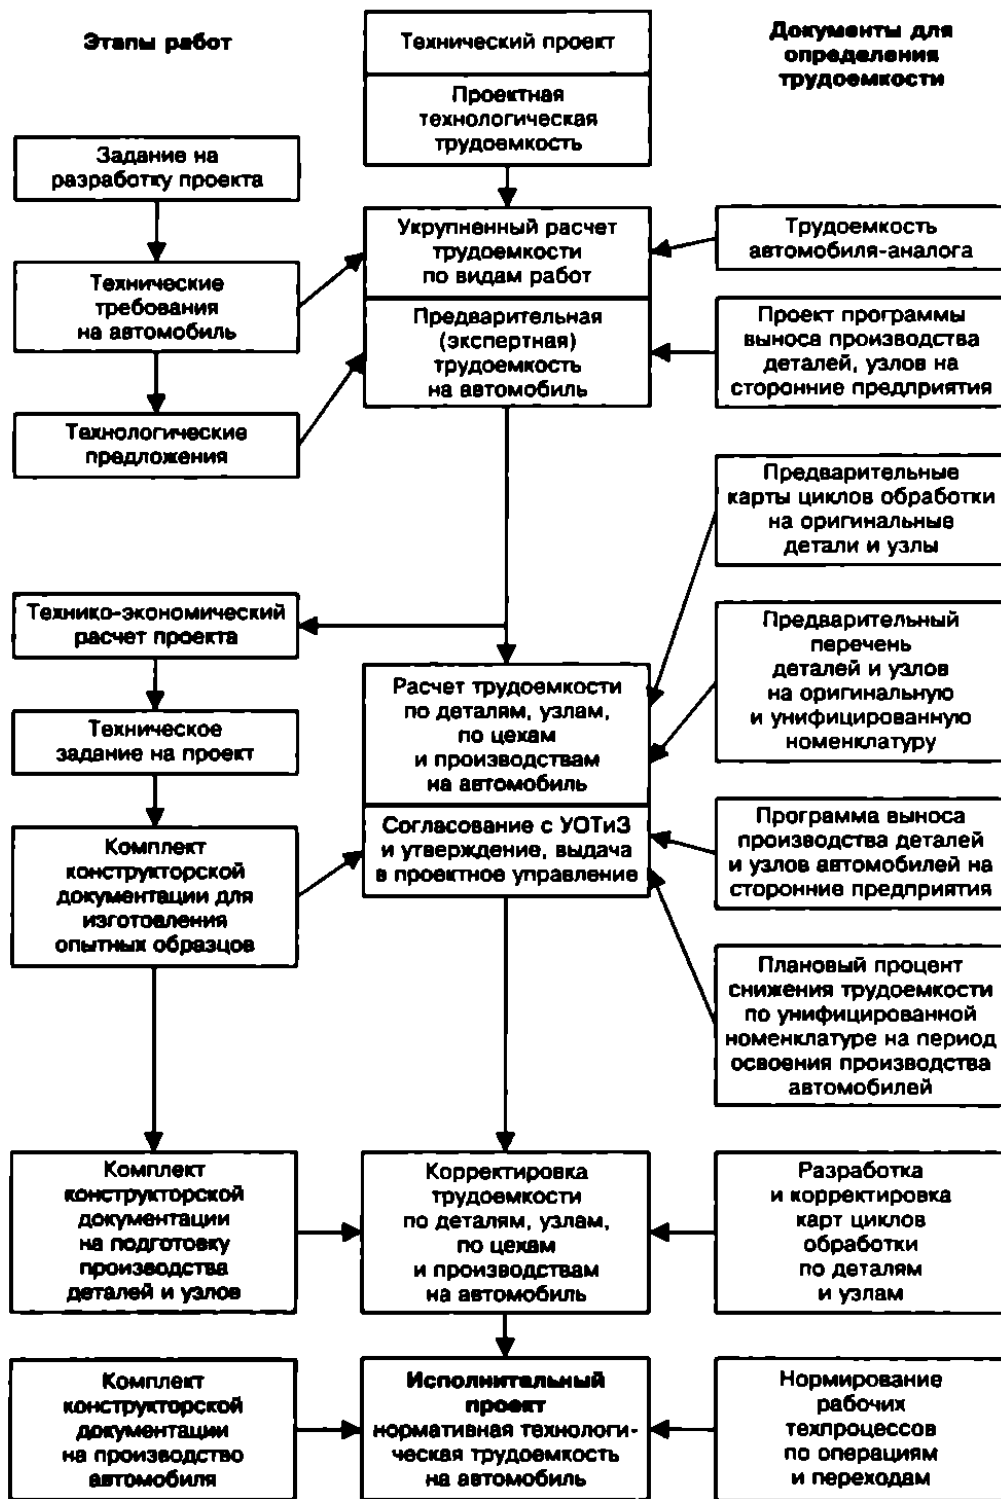 Этапы работ
Технический проект
Проектная
технологическая
трудоемкость
Документы для
определения
трудоемкости
Задание на
разработку проекта
Укрупненный расчет
трудоемкости
по видам работ
Трудоемкость
автомобиля-аналога
Технические
требования
на автомобиль
Предварительная
(экспертная)
трудоемкость
на автомобиль
Проект программы
выноса производства
деталей, узлов на
сторонние предприятия
Технологические
предложения
Предварительные
карты циклов обработки
на оригинальные
детали и узлы
Технико-экономический
расчет проекта
Предварительный
перечень
деталей и узлов
на оригинальную
и унифицированную
номенклатуру
Расчет трудоемкости
по деталям, узлам,
по цехам
и производствам
на автомобиль
Техническое
задание на проект
Согласование с УОТиЗ
и утверждение, выдача
в проектное управление
Программа выноса
производства деталей
и узлов автомобилей на
сторонние предприятия
Комплект
конструкторской
документации для
изготовления
опытных образцов
Плановый процент
снижения трудоемкости
по унифицированной
номенклатуре на период
освоения производства
автомобилей
Комплект
конструкторской
документации
на подготовку
производства
деталей и узлов
Корректировка
трудоемкости
по деталям, узлам,
по цехам
и производствам
на автомобиль
Разработка
и корректировка
карт циклов
обработки
по деталям
и узлам
Комплект
конструкторской
документации
на производство
автомобиля
Исполнительный
проект
нормативная технологи-
ческая трудоемкость
на автомобиль
Нормирование
рабочих
техпроцессов
по операциям
и переходам